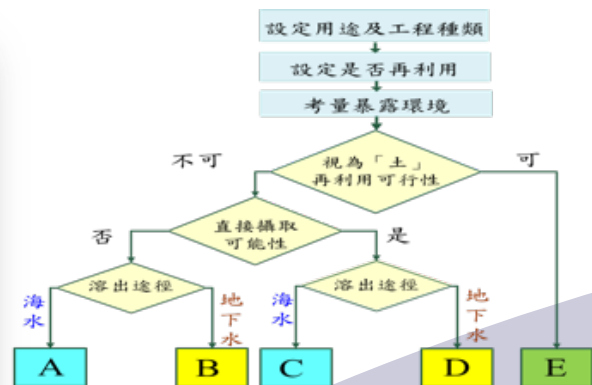 設定用途及工程種類
設定是否再利用
考量暴露環境
不可
視為「土」
再利用可行性
可
否
直接攝取
可能性
是
海水
溶出途徑
地下水
海水
溶出途徑
地下水
A
B
C
D
E